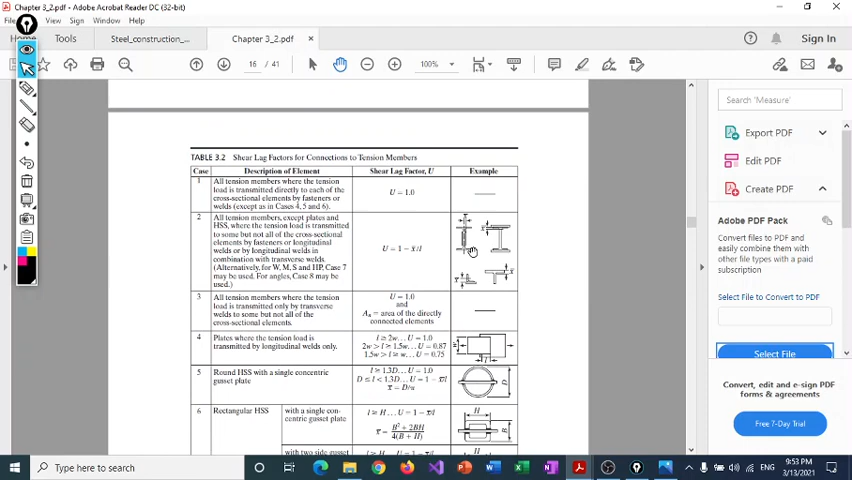 Chapter 3_2.pdf - Adobe Acrobat Reader DC (32-bit)
View Sign Window Help
Tools
Steel_construction_...
Chapter 3_2.pdf
Sign In
16 / 41
100%
TABLE 3.2 Shear Lag Factors for Connections to Tension Members
Case Description of Element Shear Lag Factor, U Example
1 All tension members where the tension
load is transmitted directly to each of the
cross-sectional elements by fasteners or
welds (except as in Cases 4, 5 and 6).
U = 1.0
2 All tension members, except plates and
HSS, where the tension load is transmitted
to some but not all of the cross-sectional
elements by fasteners or longitudinal
welds or by longitudinal welds in
combination with transverse welds.
(Alternatively, for W, M, S and HP, Case 7
may be used. For angles, Case 8 may be
used.)
U = 1 − x̄/l
3 All tension members where the tension
load is transmitted only by transverse
welds to some but not all of the
cross-sectional elements.
U = 1.0
and
Aₙ = area of the directly
connected elements
4 Plates where the tension load is
transmitted by longitudinal welds only.
l ≥ 2w... U = 1.0
2w > l ≥ 1.5w... U = 0.87
1.5w > l ≥ w... U = 0.75
5 Round HSS with a single concentric
gusset plate
l ≥ 1.3D... U = 1.0
D ≤ l < 1.3D... U = 1 − x̄/l
x̄ = D/π
D
6 Rectangular HSS
with a single con-
centric gusset plate
l ≥ H... U = 1 − x̄/l
x̄ = B² + 2BH / 4(B + H)
H
B
with two side gusset
H
Search 'Measure'
Export PDF
Edit PDF
Create PDF
Adobe PDF Pack
Convert files to PDF and
easily combine them with
other file types with a paid
subscription
Select File to Convert to PDF
Select File
Convert, edit and e-sign PDF
forms & agreements
Free 7-Day Trial
Type here to search
ENG
9:53 PM
3/13/2021